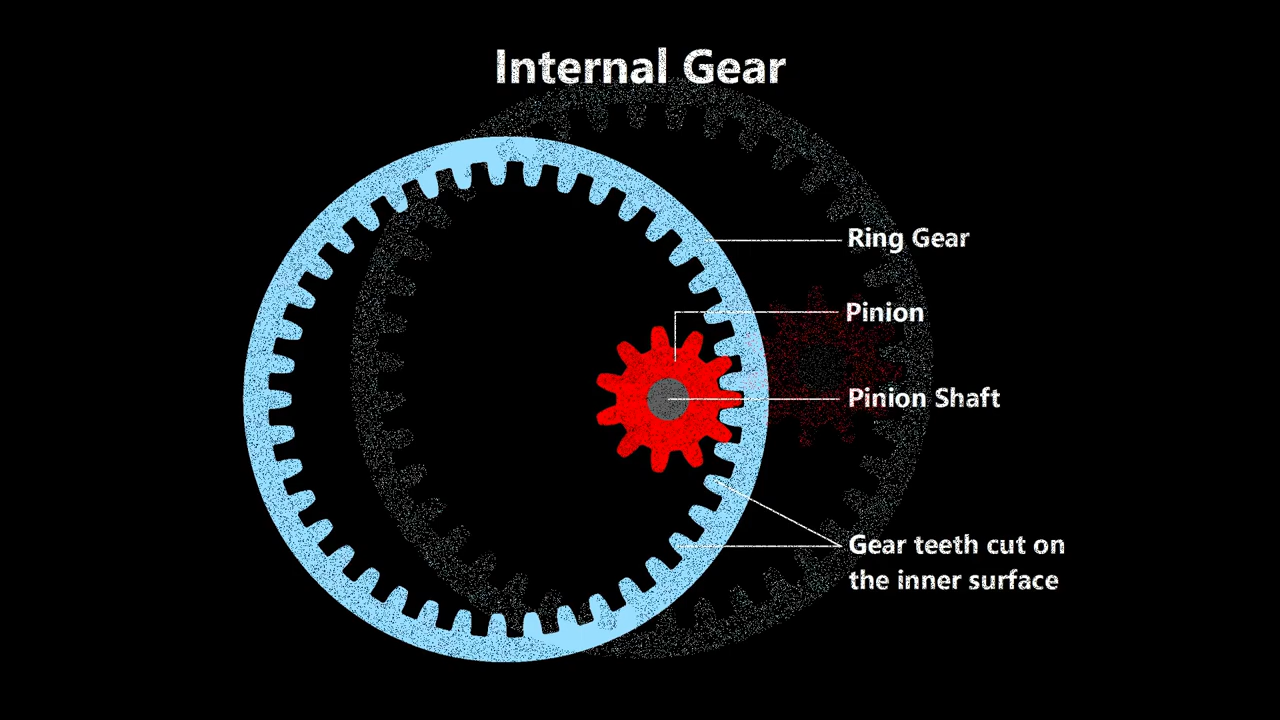 Internal Gear
Ring Gear
Pinion
Pinion Shaft
Gear teeth cut on
the inner surface